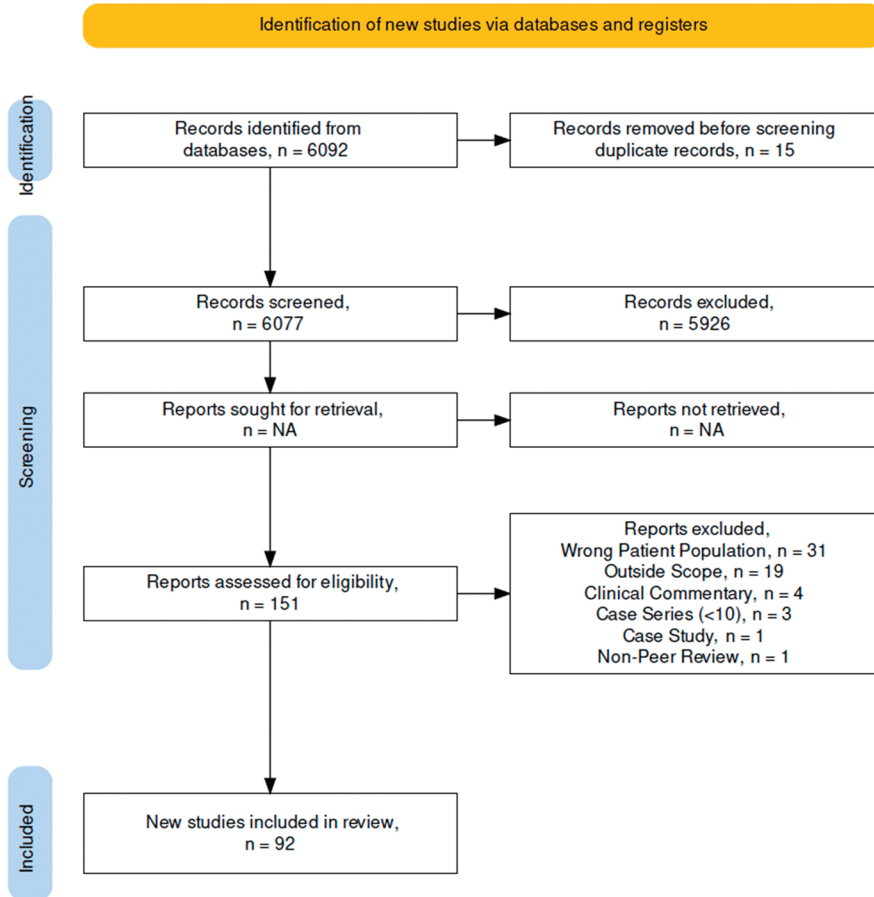 Identification of new studies via databases and registers
Identification
Records identified from
databases, n = 6092
Records removed before screening
duplicate records, n = 15
Screening
Records screened,
n = 6077
Records excluded,
n = 5926
Reports sought for retrieval,
n = NA
Reports not retrieved,
n = NA
Reports assessed for eligibility,
n = 151
Reports excluded,
Wrong Patient Population, n = 31
Outside Scope, n = 19
Clinical Commentary, n = 4
Case Series (<10), n = 3
Case Study, n = 1
Non-Peer Review, n = 1
Included
New studies included in review,
n = 92